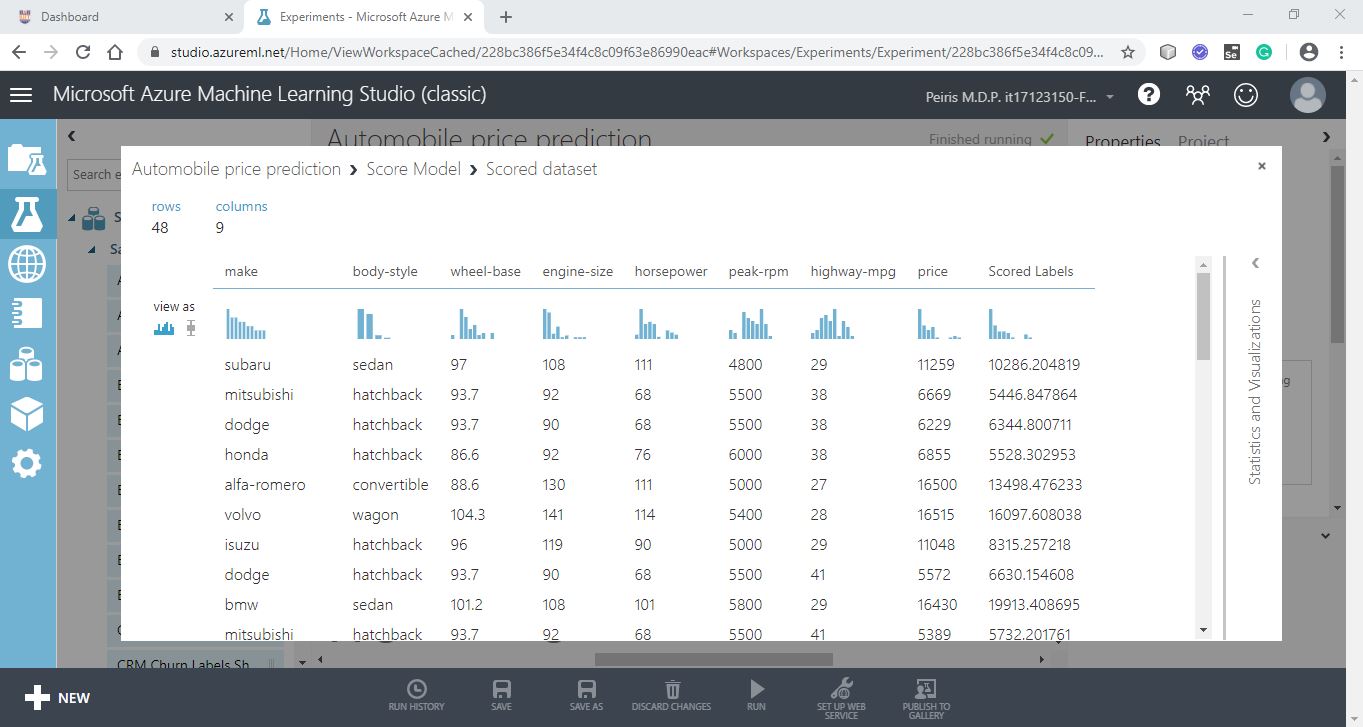 Dashboard
Experiments - Microsoft Azure M
studio.azureml.net/Home/ViewWorkspaceCached/228bc386f5e34f4c8c09f63e86990eac#Workspaces/Experiments/Experiment/228bc386f5e34f4c8c09...
Se
Microsoft Azure Machine Learning Studio (classic)
Peiris M.D.P. it17123150-F...
Automobile price prediction
Finished running
Properties Project
Search e
Automobile price prediction > Score Model > Scored dataset
rows columns
48 9
make body-style wheel-base engine-size horsepower peak-rpm highway-mpg price Scored Labels
view as
subaru sedan 97 108 111 4800 29 11259 10286.204819
mitsubishi hatchback 93.7 92 68 5500 38 6669 5446.847864
dodge hatchback 93.7 90 68 5500 38 6229 6344.800711
honda hatchback 86.6 92 76 6000 38 6855 5528.302953
alfa-romero convertible 88.6 130 111 5000 27 16500 13498.476233
volvo wagon 104.3 141 114 5400 28 16515 16097.608038
isuzu hatchback 96 119 90 5000 29 11048 8315.257218
dodge hatchback 93.7 90 68 5500 41 5572 6630.154608
bmw sedan 101.2 108 101 5800 29 16430 19913.408695
mitsubishi hatchback 93.7 92 68 5500 41 5389 5732.201761
Statistics and Visualizations
CRM Churn Labels Sh
NEW
RUN HISTORY
SAVE
SAVE AS
DISCARD CHANGES
RUN
SET UP WEB
SERVICE
PUBLISH TO
GALLERY